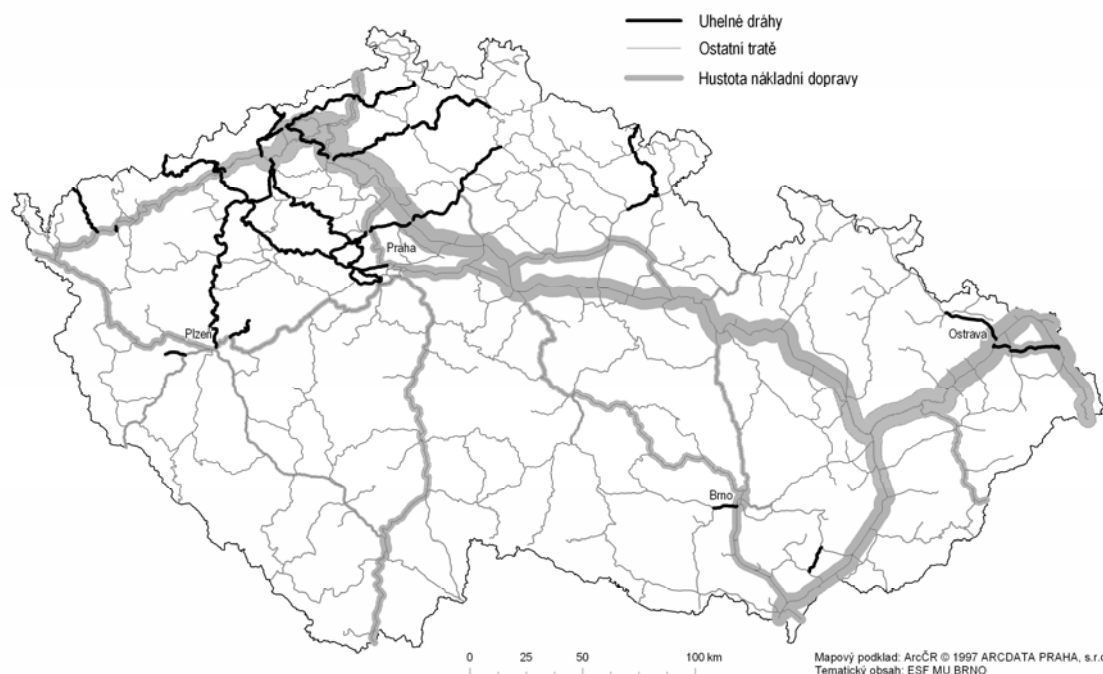 Uhelné dráhy
Ostatní tratě
Hustota nákladní dopravy
Praha
Plzeň
Ostrava
Brno
0 25 50 100 km
Mapový podklad: ArcČR © 1997 ARCDATA PRAHA, s.r.o
Tematický obsah: ESF MU BRNO